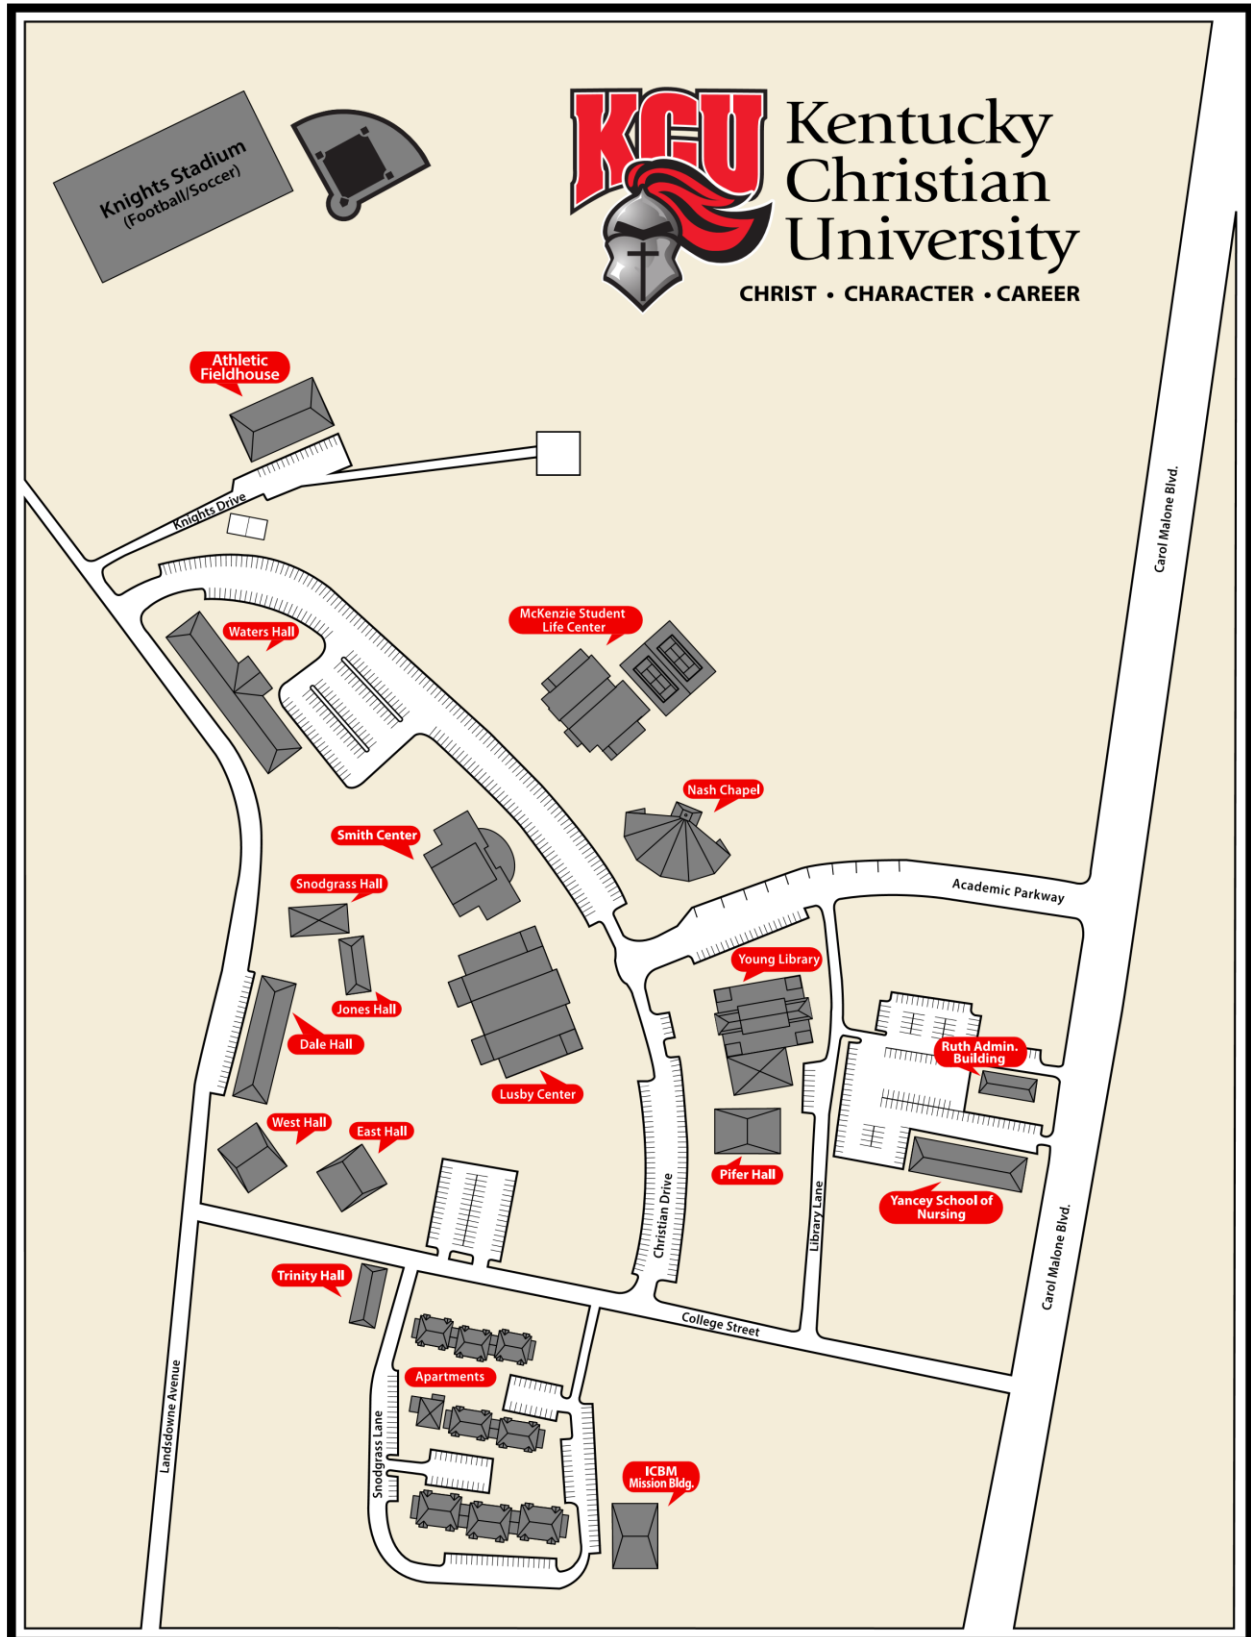 KCU
Kentucky
Christian
University
CHRIST • CHARACTER • CAREER
Knights Stadium
(Football/Soccer)
Athletic
Fieldhouse
Knights Drive
Carol Malone Blvd.
McKenzie Student
Life Center
Waters Hall
Nash Chapel
Smith Center
Snodgrass Hall
Academic Parkway
Young Library
Jones Hall
Dale Hall
Ruth Admin.
Building
Lusby Center
West Hall
East Hall
Pifer Hall
Yancey School of
Nursing
Christian Drive
Library Lane
Carol Malone Blvd.
Trinity Hall
College Street
Apartments
Landsdowne Avenue
Snodgrass Lane
ICBM
Mission Bldg.